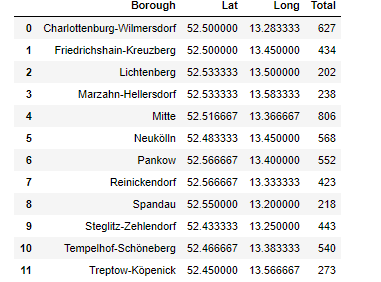 Borough Lat Long Total
0 Charlottenburg-Wilmersdorf 52.500000 13.283333 627
1 Friedrichshain-Kreuzberg 52.500000 13.450000 434
2 Lichtenberg 52.533333 13.500000 202
3 Marzahn-Hellersdorf 52.533333 13.583333 238
4 Mitte 52.516667 13.366667 806
5 Neukölln 52.483333 13.450000 568
6 Pankow 52.566667 13.400000 552
7 Reinickendorf 52.566667 13.333333 423
8 Spandau 52.550000 13.200000 218
9 Steglitz-Zehlendorf 52.433333 13.250000 443
10 Tempelhof-Schöneberg 52.466667 13.383333 540
11 Treptow-Köpenick 52.450000 13.566667 273